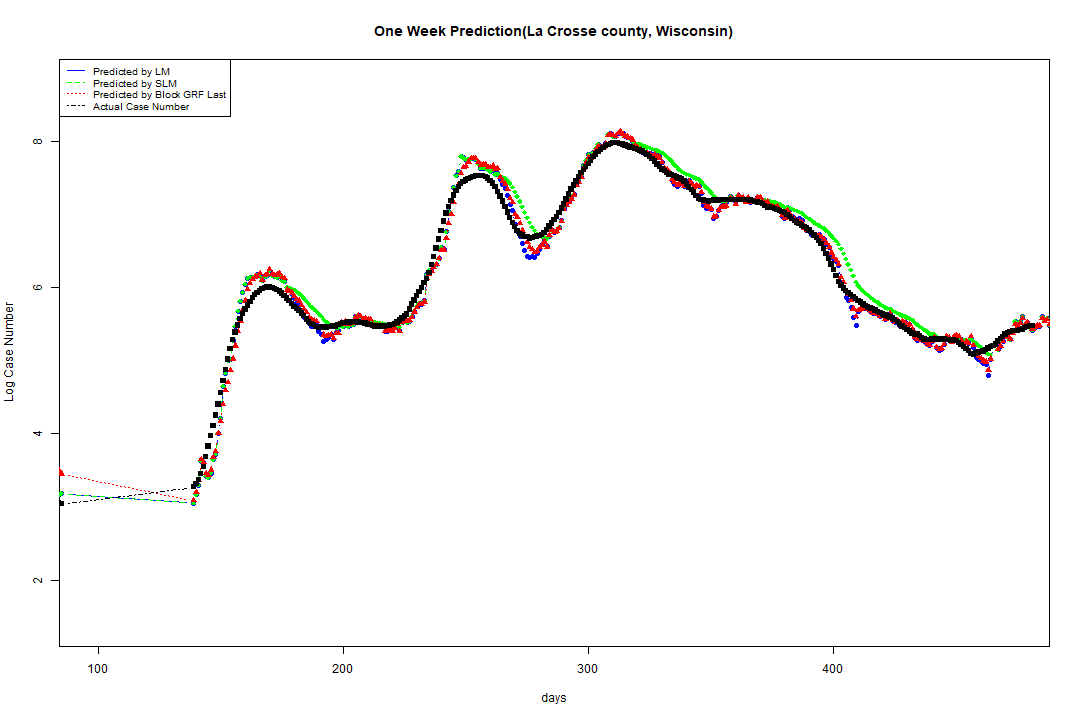 One Week Prediction(La Crosse county, Wisconsin)
Predicted by LM
Predicted by SLM
Predicted by Block GRF Last
Actual Case Number
8
6
4
2
Log Case Number
100 200 300 400
days